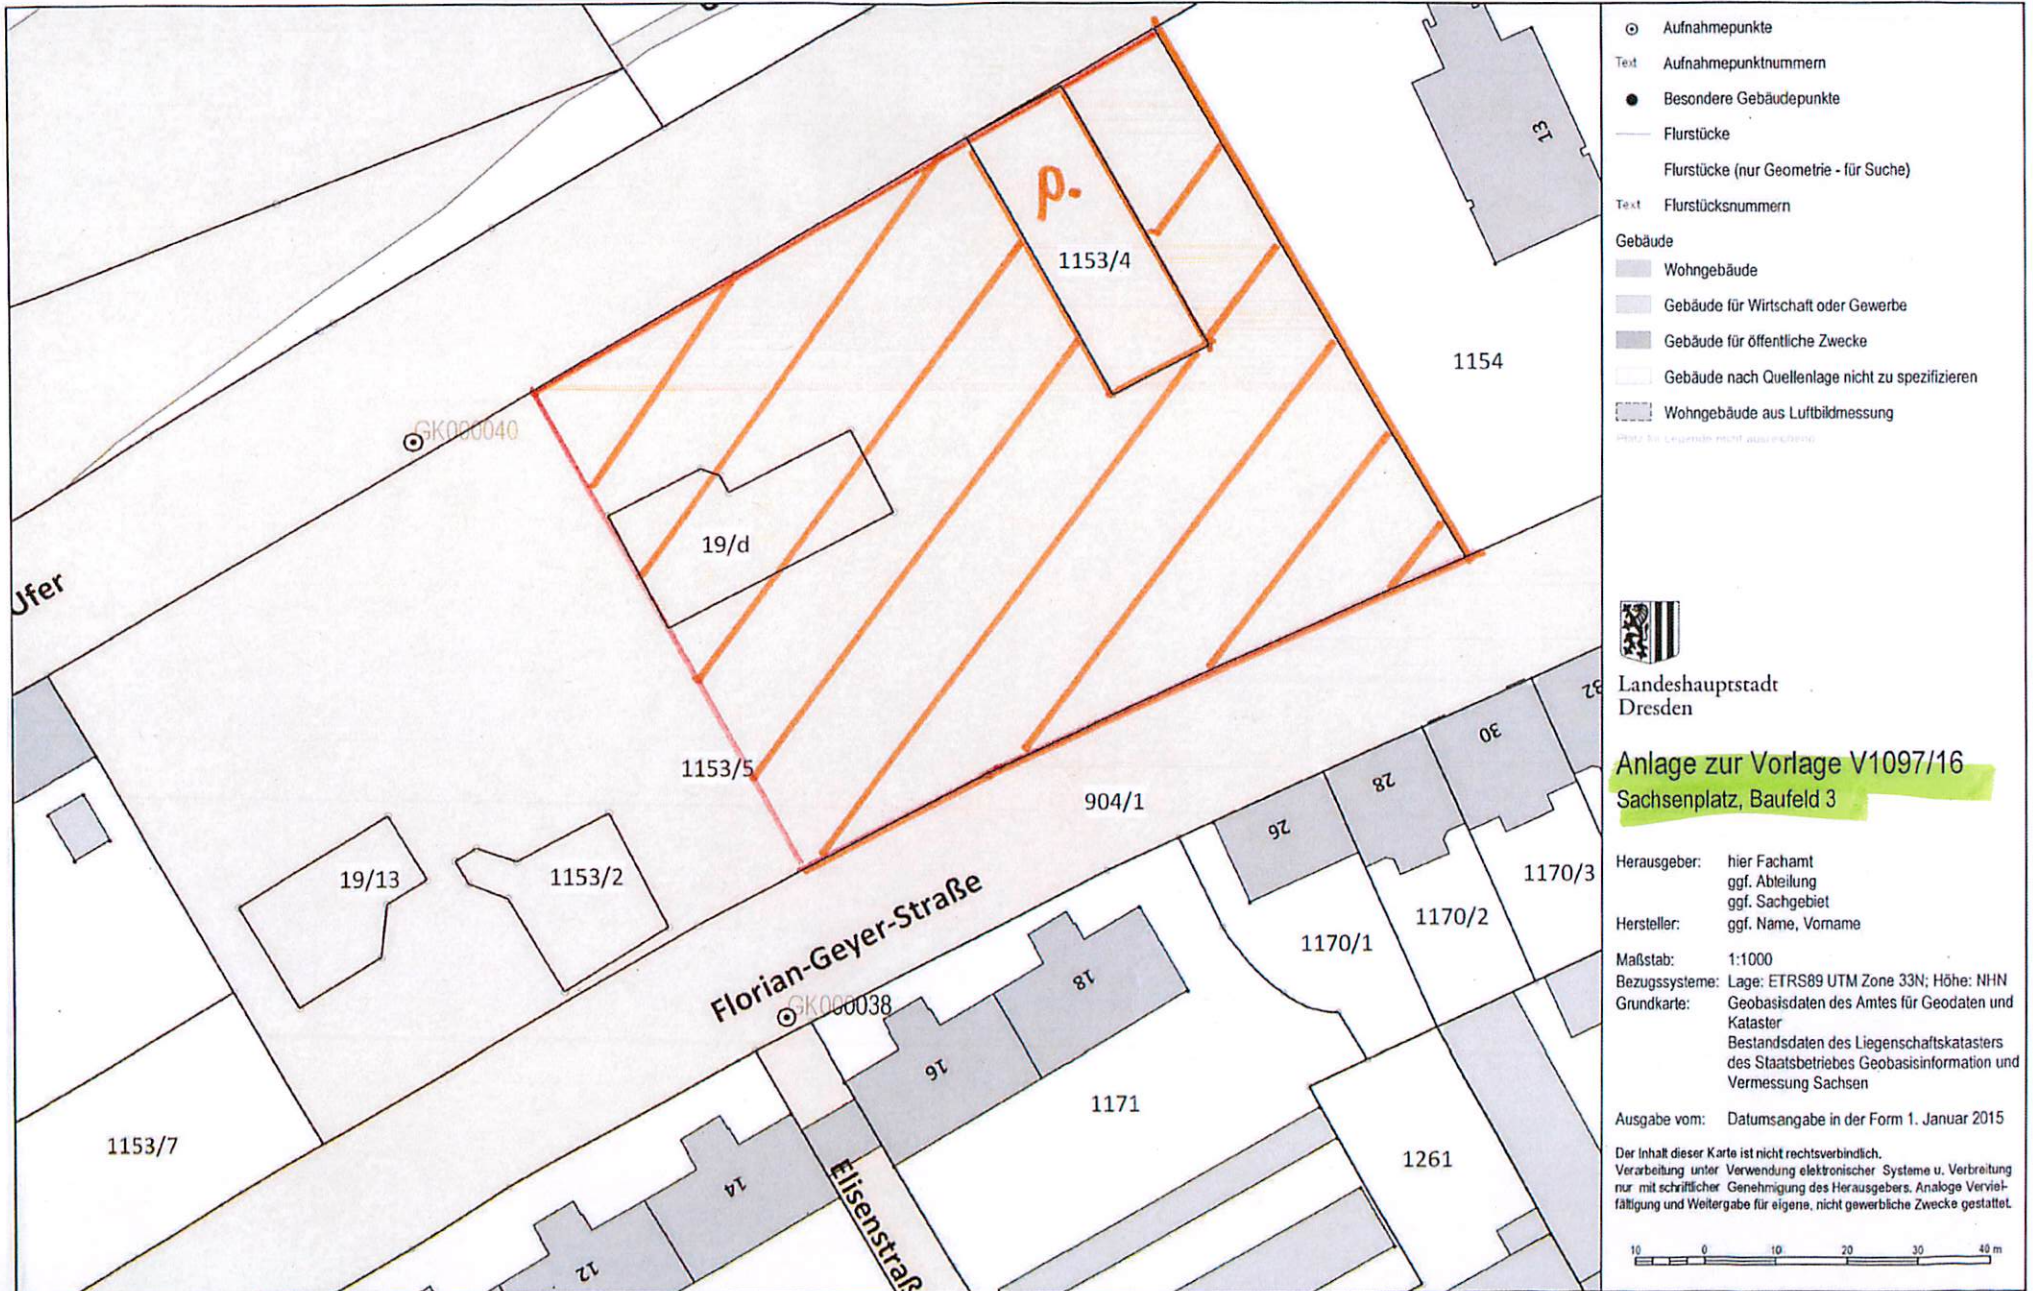 p.
1153/4
13
1154
GK000040
19/d
Ufer
1153/5
904/1
32
30
28
26
19/13
1153/2
1170/3
1170/2
1170/1
Florian-Geyer-Straße
GK000038
18
16
1171
1153/7
14
1261
12
Elisenstraß
Aufnahmepunkte
Text Aufnahmepunktnummern
Besondere Gebäudepunkte
Flurstücke
Flurstücke (nur Geometrie - für Suche)
Text Flurstücksnummern
Gebäude
Wohngebäude
Gebäude für Wirtschaft oder Gewerbe
Gebäude für öffentliche Zwecke
Gebäude nach Quellenlage nicht zu spezifizieren
Wohngebäude aus Luftbildmessung
Landeshauptstadt
Dresden
Anlage zur Vorlage V1097/16
Sachsenplatz, Baufeld 3
Herausgeber: hier Fachamt
ggf. Abteilung
ggf. Sachgebiet
Hersteller: ggf. Name, Vorname
Maßstab: 1:1000
Bezugssysteme: Lage: ETRS89 UTM Zone 33N; Höhe: NHN
Grundkarte: Geobasisdaten des Amtes für Geodaten und
Kataster
Bestandsdaten des Liegenschaftskatasters
des Staatsbetriebes Geobasisinformation und
Vermessung Sachsen
Ausgabe vom: Datumsangabe in der Form 1. Januar 2015
Der Inhalt dieser Karte ist nicht rechtsverbindlich.
Verarbeitung unter Verwendung elektronischer Systeme u. Verbreitung
nur mit schriftlicher Genehmigung des Herausgebers. Analoge Verviel-
fältigung und Weitergabe für eigene, nicht gewerbliche Zwecke gestattet.
10 0 10 20 30 40 m